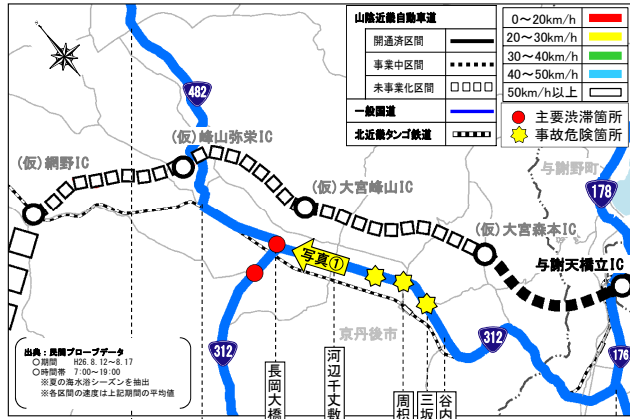 山陰近畿自動車道
開通済区間
事業中区間
未事業化区間
一般国道
北近畿タンゴ鉄道
0～20km/h
20～30km/h
30～40km/h
40～50km/h
50km/h以上
主要渋滞箇所
事故危険箇所
482
(仮)峰山弥栄IC
(仮)網野IC
(仮)大宮峰山IC
与謝野町
178
(仮)大宮森本IC
与謝天橋立IC
写真①
京丹後市
312
312
176
長岡大橋
河辺千丈敷
周枳
三坂
谷内
出典：民間プローブデータ
○期間 H26.8.12～8.17
○時間帯 7:00～19:00
※夏の海水浴シーズンを抽出
※各区間の速度は上記期間の平均値